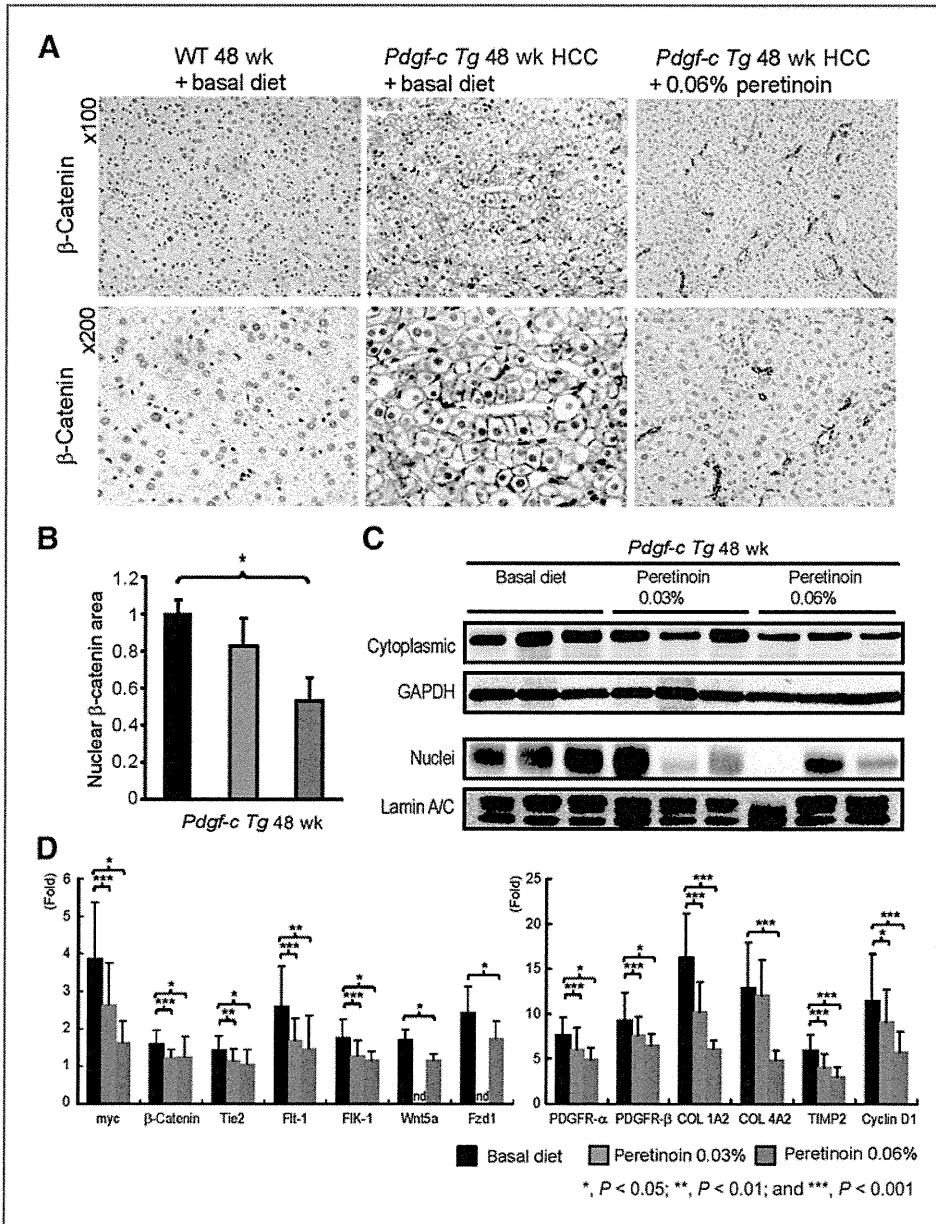 A
WT 48 wk
+ basal diet
Pdgf-c Tg 48 wk HCC
+ basal diet
Pdgf-c Tg 48 wk HCC
+ 0.06% peretinoin
x100
β-Catenin
x200
β-Catenin
B
*
Nuclear β-catenin area
1.2
1
0.8
0.6
0.4
0.2
0
Pdgf-c Tg 48 wk
C
Pdgf-c Tg 48 wk
Basal diet
Peretinoin
0.03%
Peretinoin
0.06%
Cytoplasmic
GAPDH
Nuclei
Lamin A/C
D
(Fold)
6
5
4
3
2
1
0
*
***
*
***
*
**
**
***
*
***
*
*
nd
nd
myc
β-Catenin
Tie2
Flt-1
FlK-1
Wnt5a
Fzd1
(Fold)
25
20
15
10
5
0
*
***
*
***
***
***
***
***
***
***
*
PDGFR-α
PDGFR-β
COL 1A2
COL 4A2
TIMP2
Cyclin D1
Basal diet
Peretinoin 0.03%
Peretinoin 0.06%
*, P < 0.05; **, P < 0.01; and ***, P < 0.001